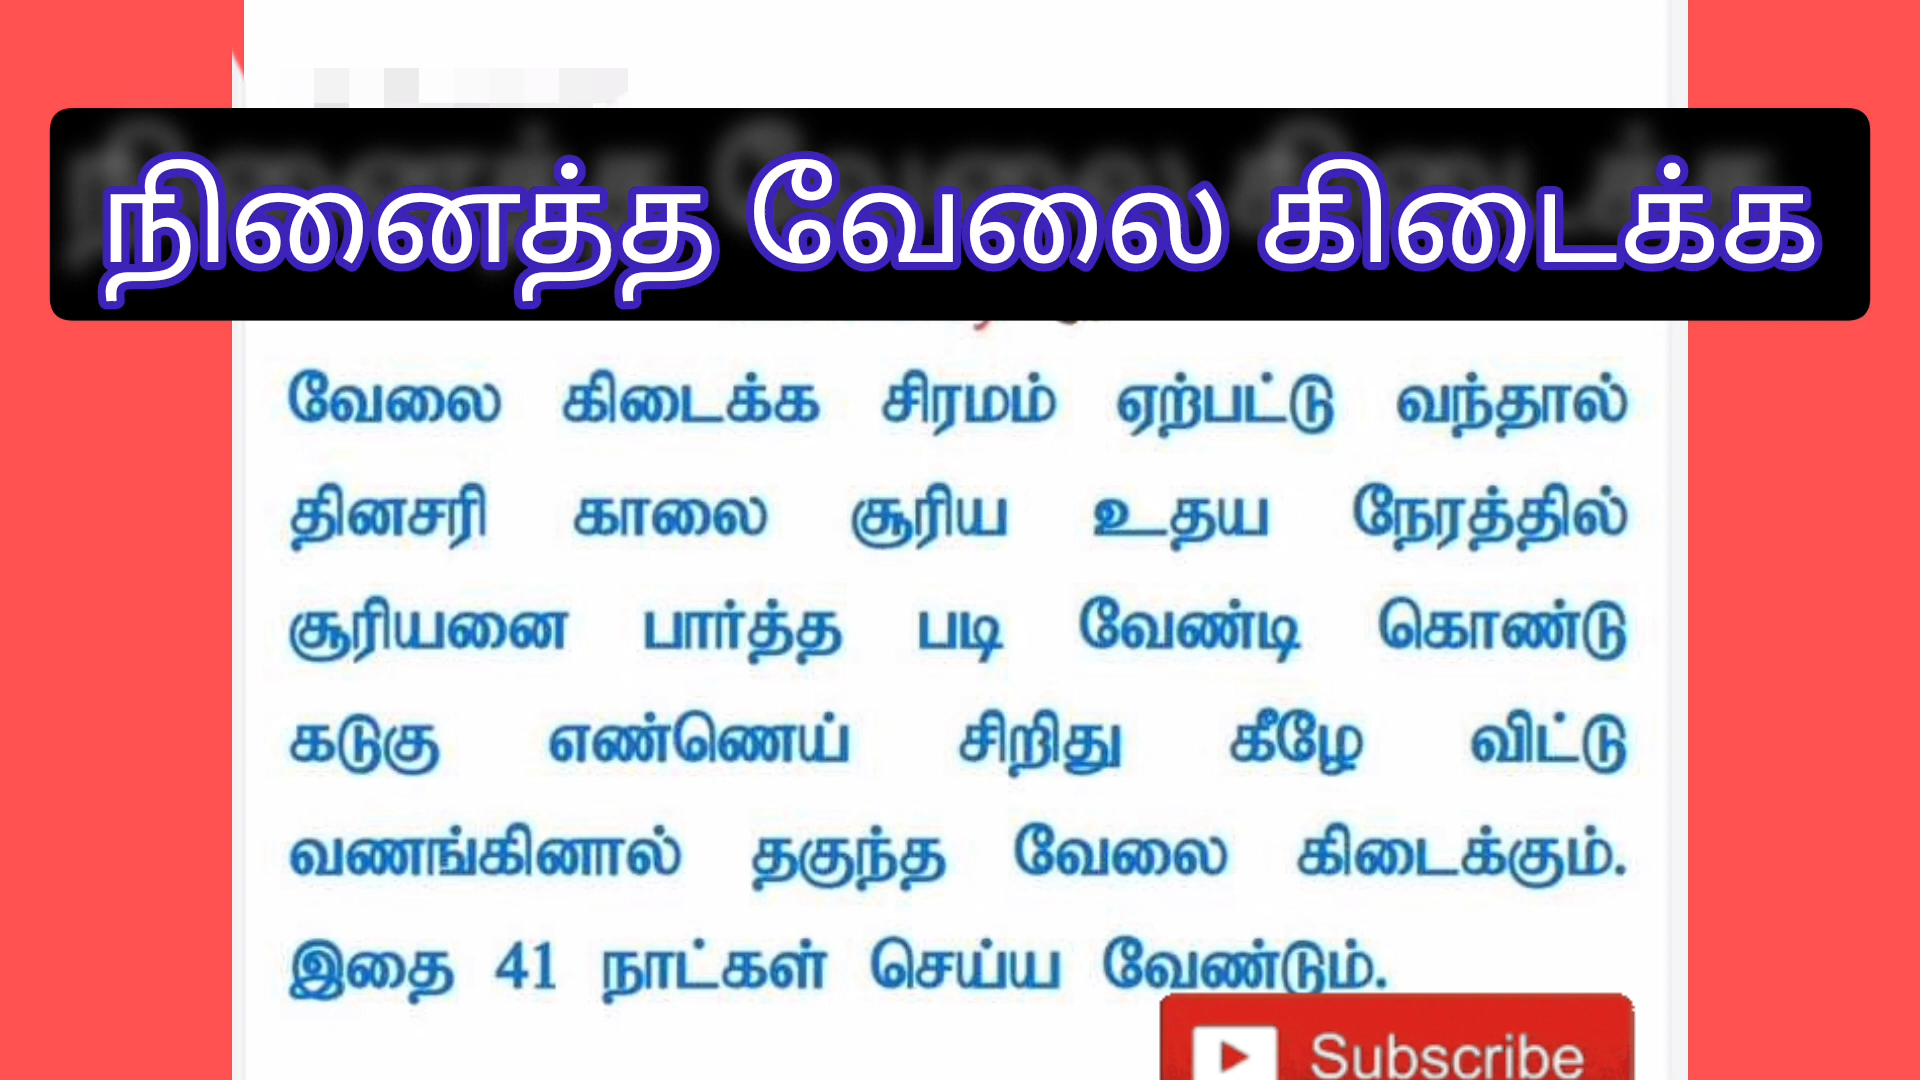 நினைத்த வேலை கிடைக்க
வேலை கிடைக்க சிரமம் ஏற்பட்டு வந்தால்
தினசரி காலை சூரிய உதய நேரத்தில்
சூரியனை பார்த்த படி வேண்டி கொண்டு
கடுகு எண்ணெய் சிறிது கீழே விட்டு
வணங்கினால் தகுந்த வேலை கிடைக்கும்.
இதை 41 நாட்கள் செய்ய வேண்டும்.
Subscribe